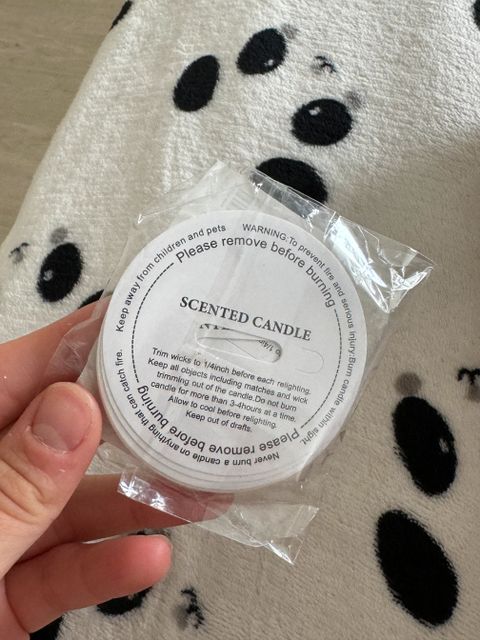 Keep away from children and pets
WARNING:To prevent fire and serious injury.Burn candle within sight.
Never burn a candle on anything that can catch fire.
Please remove before burning
SCENTED CANDLE
Trim wicks to 1/4inch before each relighting.
Keep all objects including matches and wick
trimming out of the candle.Do not burn
candle for more than 3-4hours at a time.
Allow to cool before relighting.
Keep out of drafts.
Please remove before burning